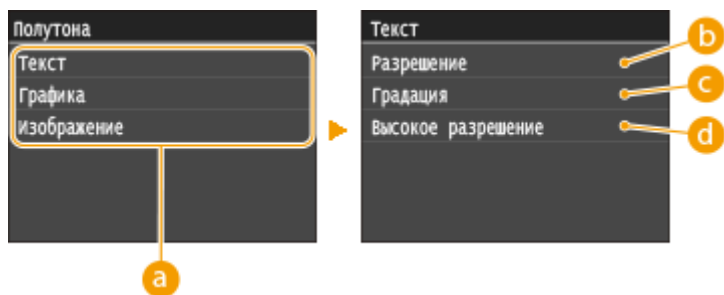 Полутона
Текст
Графика
Изображение
a
Текст
Разрешение
Градация
Высокое разрешение
b
c
d